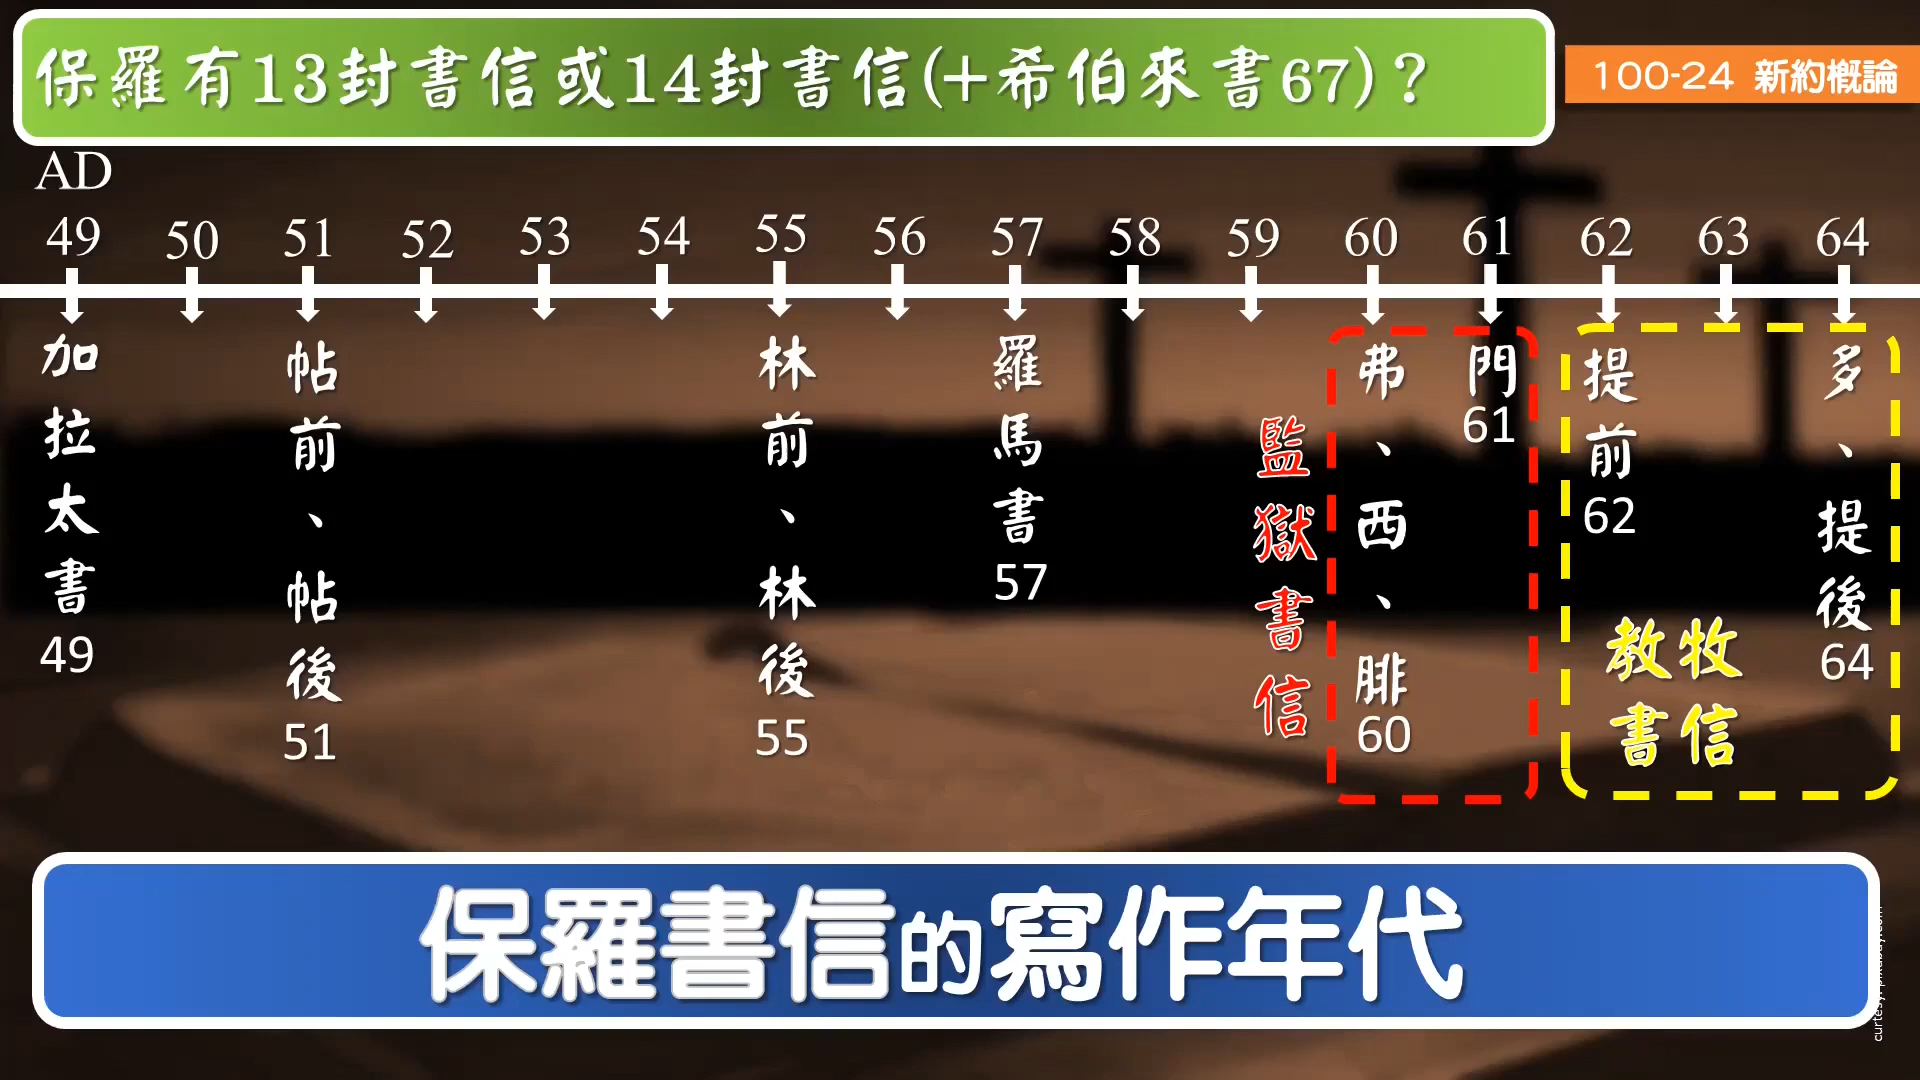 保羅有13封書信或14封書信(+希伯來書67)？
100-24 新約概論
AD
49 50 51 52 53 54 55 56 57 58 59 60 61 62 63 64
加拉太書49
帖前、帖後51
林前、林後55
羅馬書57
監獄書信
弗、西、腓60
門61
提前62
教牧
書信
多、提後64
保羅書信的寫作年代